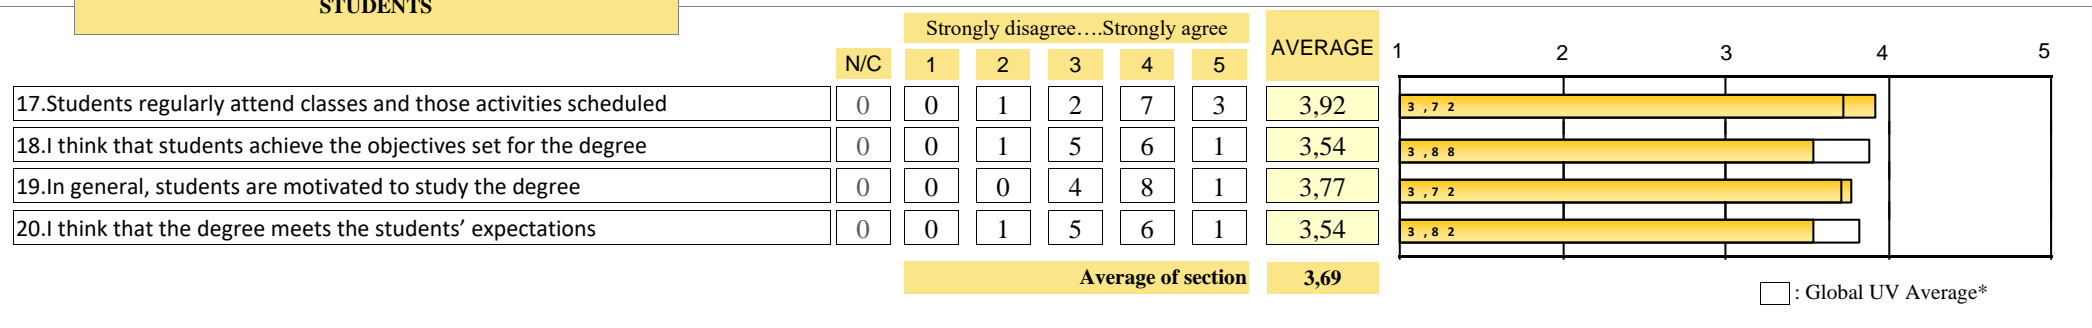 STUDENTS
Strongly disagree….Strongly agree
AVERAGE
1 2 3 4 5
N/C 1 2 3 4 5
17.Students regularly attend classes and those activities scheduled 0 0 1 2 7 3 3,92 3,72
18.I think that students achieve the objectives set for the degree 0 0 1 5 6 1 3,54 3,88
19.In general, students are motivated to study the degree 0 0 0 4 8 1 3,77 3,72
20.I think that the degree meets the students’ expectations 0 0 1 5 6 1 3,54 3,82
Average of section 3,69
: Global UV Average*